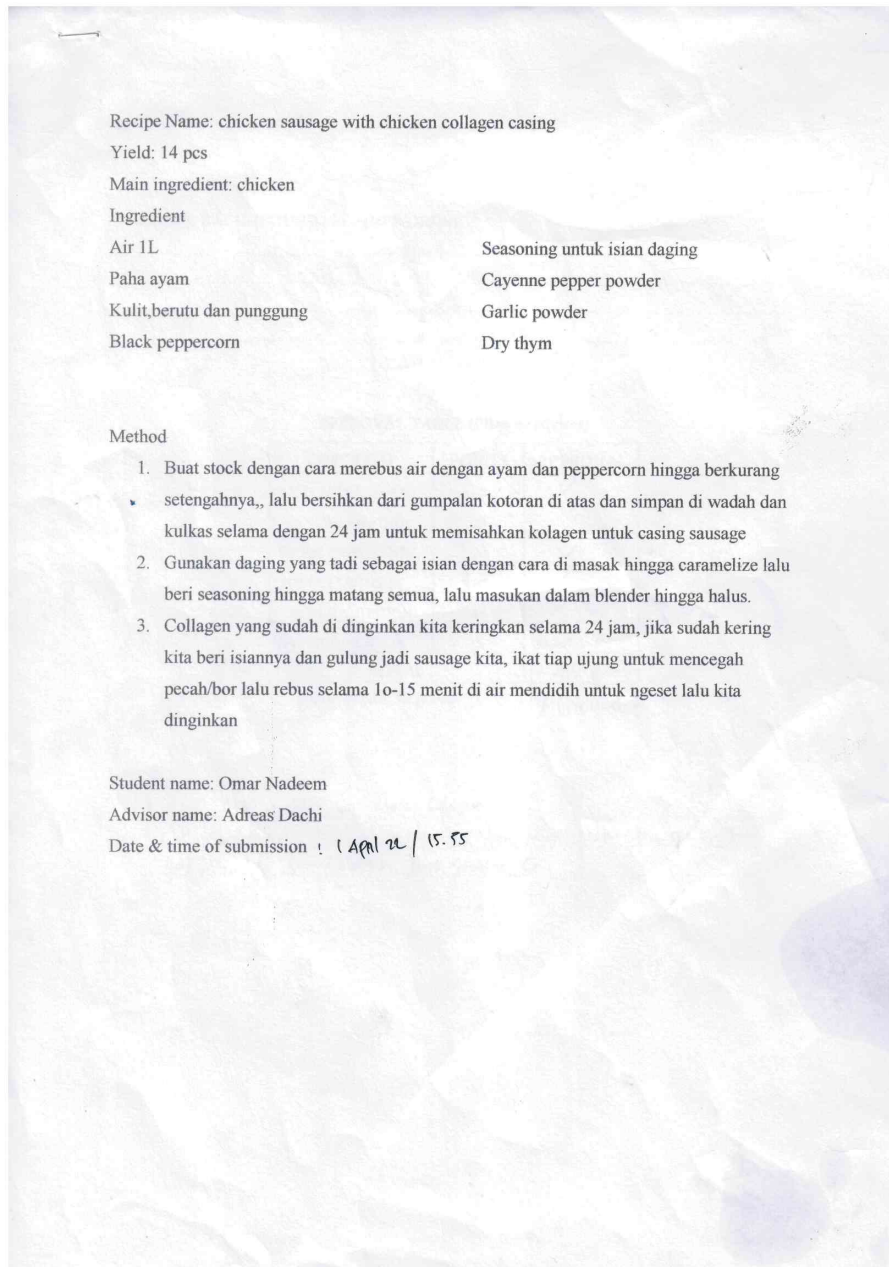 Recipe Name: chicken sausage with chicken collagen casing
Yield: 14 pcs
Main ingredient: chicken
Ingredient
Air 1L
Paha ayam
Kulit,berutu dan punggung
Black peppercorn
Seasoning untuk isian daging
Cayenne pepper powder
Garlic powder
Dry thym
Method
1. Buat stock dengan cara merebus air dengan ayam dan peppercorn hingga berkurang
setengahnya,, lalu bersihkan dari gumpalan kotoran di atas dan simpan di wadah dan
kulkas selama dengan 24 jam untuk memisahkan kolagen untuk casing sausage
2. Gunakan daging yang tadi sebagai isian dengan cara di masak hingga caramelize lalu
beri seasoning hingga matang semua, lalu masukan dalam blender hingga halus.
3. Collagen yang sudah di dinginkan kita keringkan selama 24 jam, jika sudah kering
kita beri isiannya dan gulung jadi sausage kita, ikat tiap ujung untuk mencegah
pecah/bor lalu rebus selama 1o-15 menit di air mendidih untuk ngeset lalu kita
dinginkan
Student name: Omar Nadeem
Advisor name: Adreas Dachi
Date & time of submission : 1 April 22 / 15.55